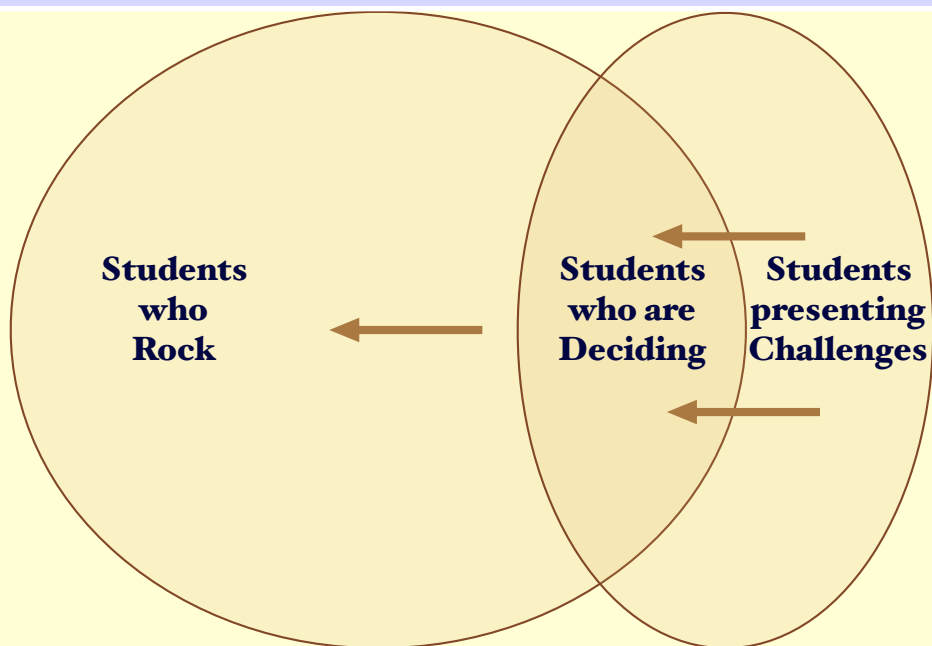 Students
who
Rock
Students
who are
Deciding
Students
presenting
Challenges